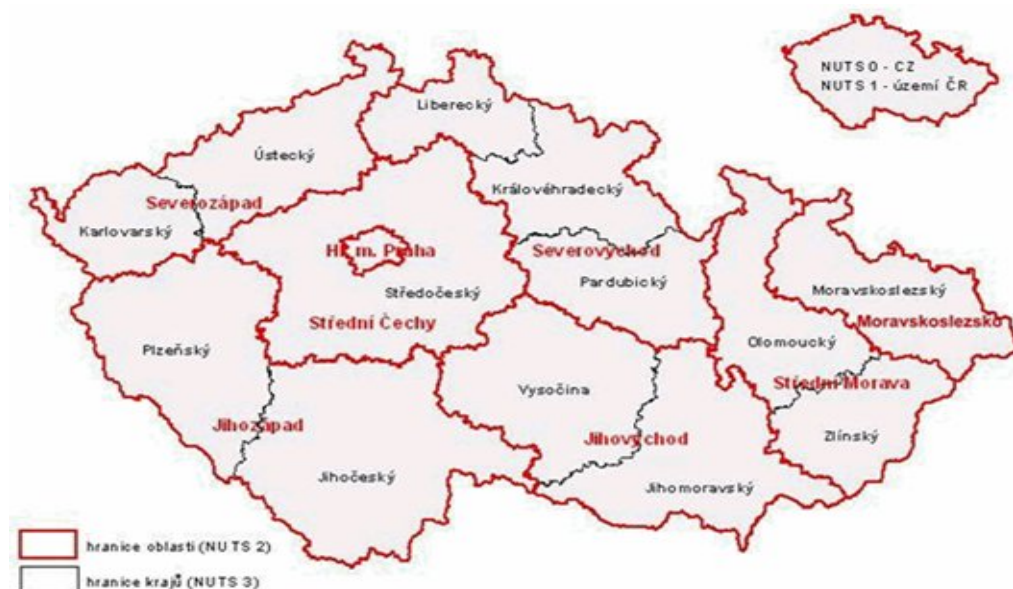 NUTS 0 - CZ
NUTS 1 - území ČR
Liberecký
Ústecký
Královéhradecký
Severozápad
Karlovarský
Hl. m. Praha
Severovýchod
Pardubický
Středočeský
Moravskoslezský
Střední Čechy
Moravskoslezsko
Plzeňský
Olomoucký
Vysočina
Střední Morava
Jihozápad
Jihovýchod
Zlínský
Jihočeský
Jihomoravský
hranice oblastí (NUTS 2)
hranice krajů (NUTS 3)